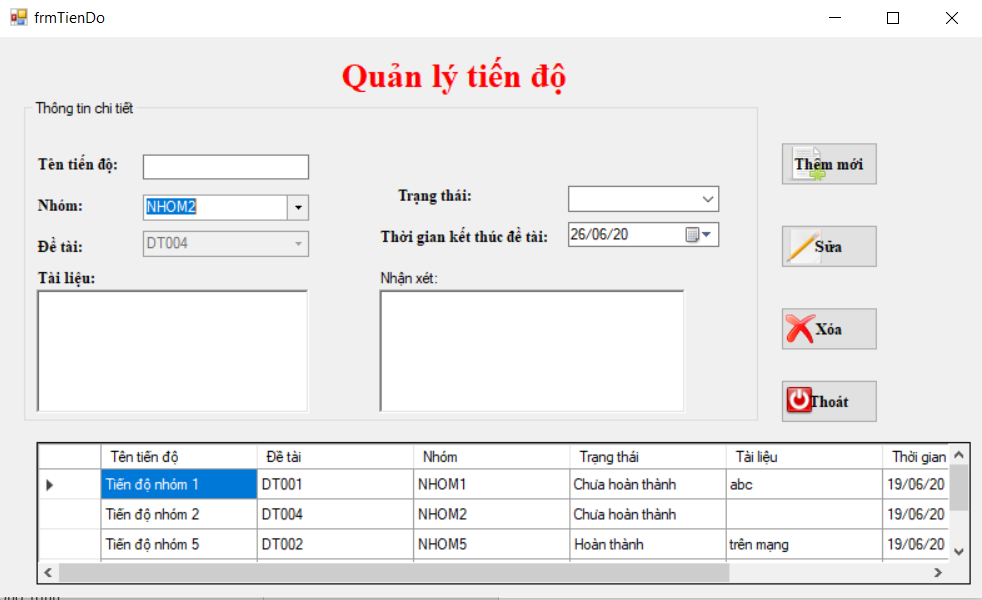 frmTienDo
Quản lý tiến độ
Thông tin chi tiết
Tên tiến độ:
Nhóm: NHOM2
Đề tài: DT004
Tài liệu:
Trạng thái:
Thời gian kết thúc đề tài: 26/06/20
Nhận xét:
Thêm mới
Sữa
Xóa
Thoát
Tên tiến độ Đề tài Nhóm Trạng thái Tài liệu Thời gian
Tiến độ nhóm 1 DT001 NHOM1 Chưa hoàn thành abc 19/06/20
Tiến độ nhóm 2 DT004 NHOM2 Chưa hoàn thành 19/06/20
Tiến độ nhóm 5 DT002 NHOM5 Hoàn thành trên mạng 19/06/20